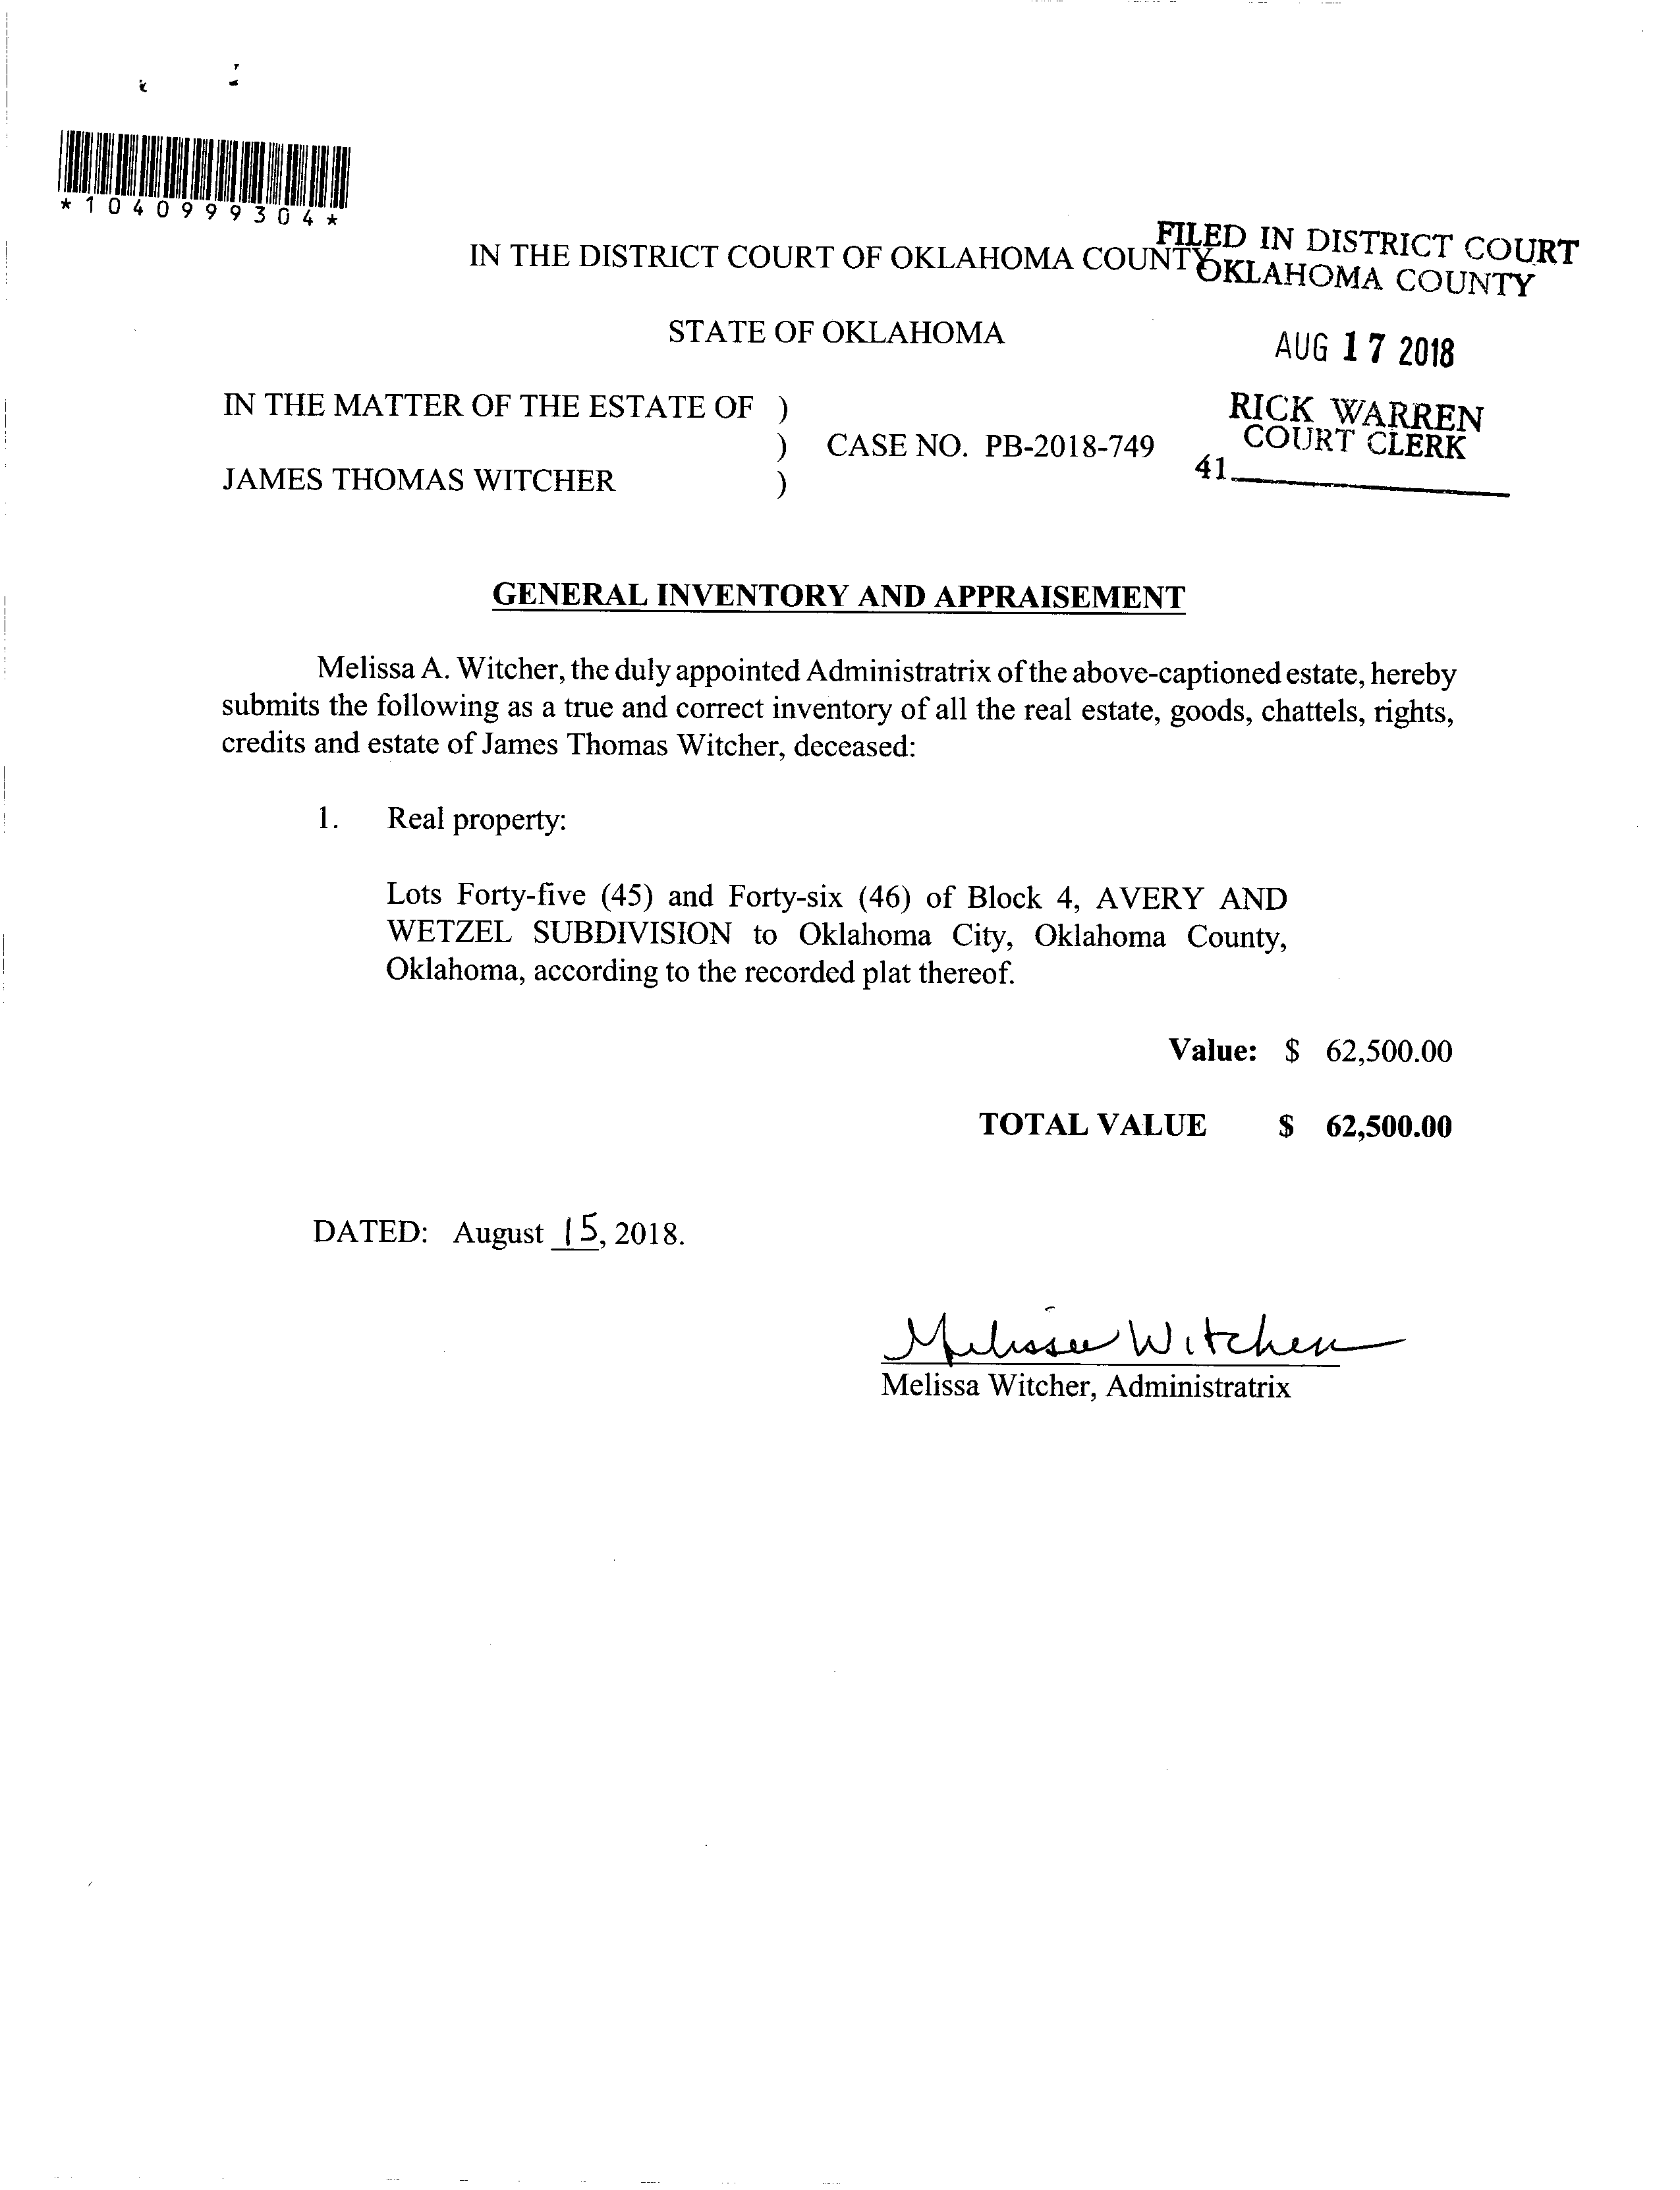 *1040999304*
FILED IN DISTRICT COURT
OKLAHOMA COUNTY
IN THE DISTRICT COURT OF OKLAHOMA COUNTY
STATE OF OKLAHOMA
AUG 17 2018
RICK WARREN
COURT CLERK
41
IN THE MATTER OF THE ESTATE OF )
) CASE NO. PB-2018-749
JAMES THOMAS WITCHER )
GENERAL INVENTORY AND APPRAISEMENT
Melissa A. Witcher, the duly appointed Administratrix of the above-captioned estate, hereby
submits the following as a true and correct inventory of all the real estate, goods, chattels, rights,
credits and estate of James Thomas Witcher, deceased:
1. Real property:
Lots Forty-five (45) and Forty-six (46) of Block 4, AVERY AND
WETZEL SUBDIVISION to Oklahoma City, Oklahoma County,
Oklahoma, according to the recorded plat thereof.
Value: $ 62,500.00
TOTAL VALUE $ 62,500.00
DATED: August 15, 2018.
Melissa Witcher
Melissa Witcher, Administratrix